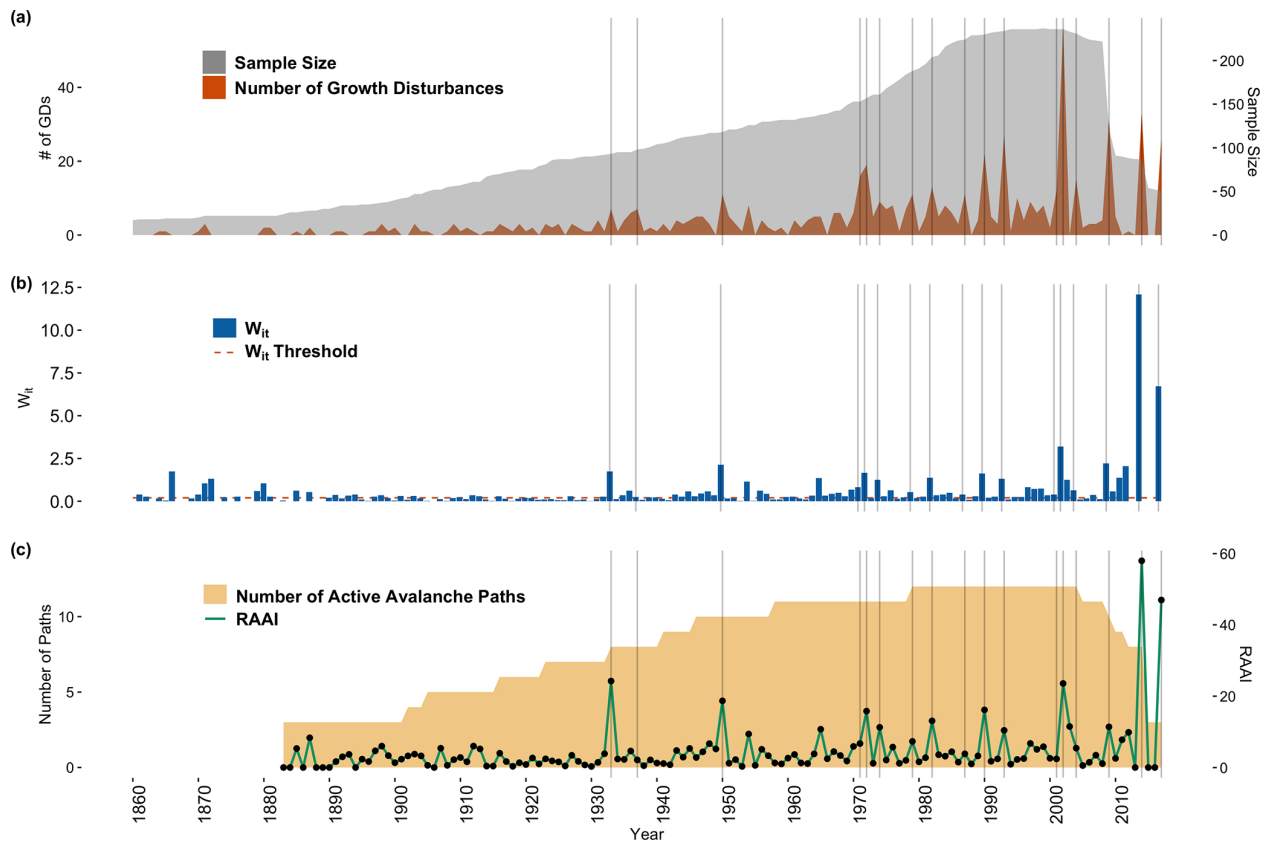 (a)
Sample Size
Number of Growth Disturbances
# of GDs
40
20
0
Sample Size
200
150
100
50
0
(b)
W_it
12.5
10.0
7.5
5.0
2.5
0.0
W_it
W_it Threshold
(c)
Number of Paths
10
5
0
Number of Active Avalanche Paths
RAAI
60
40
20
0
RAAI
1860 1870 1880 1890 1900 1910 1920 1930 1940 1950 1960 1970 1980 1990 2000 2010
Year